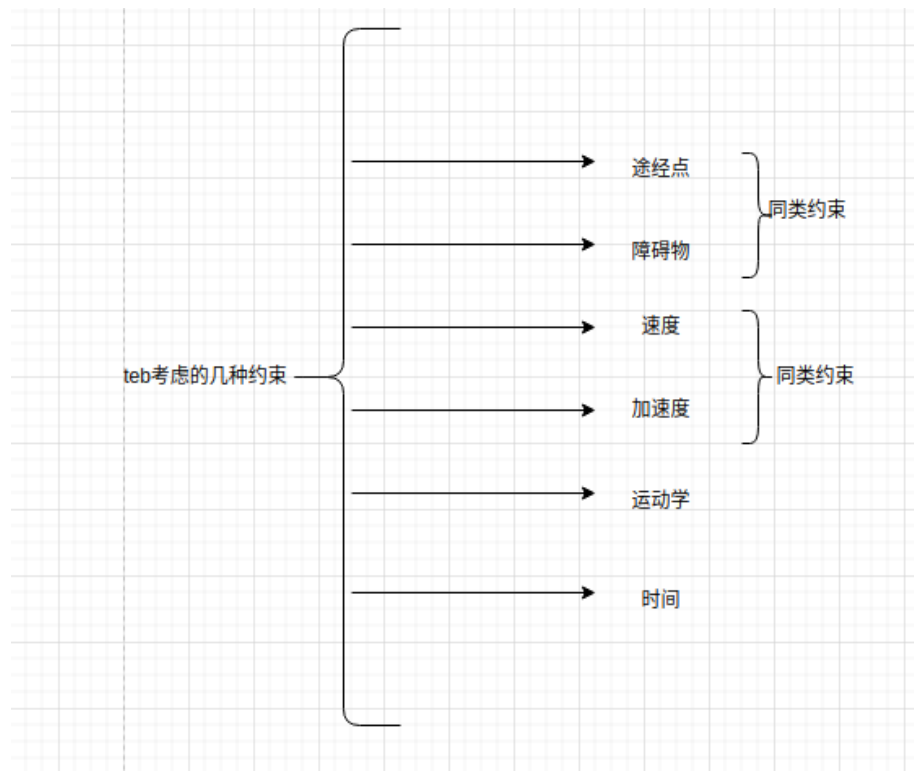 途经点
同类约束
障碍物
速度
teb考虑的几种约束
同类约束
加速度
运动学
时间